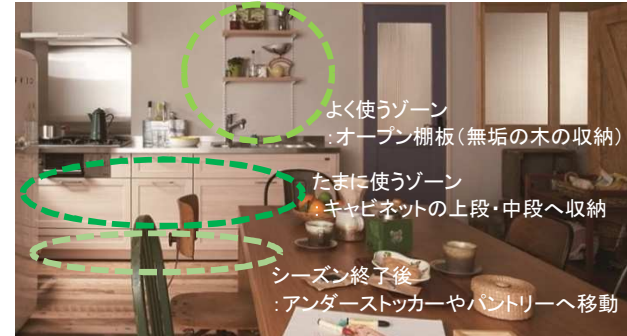 よく使うゾーン
：オープン棚板（無垢の木の収納）
たまに使うゾーン
：キャビネットの上段・中段へ収納
シーズン終了後
：アンダーストッカーやパントリーへ移動